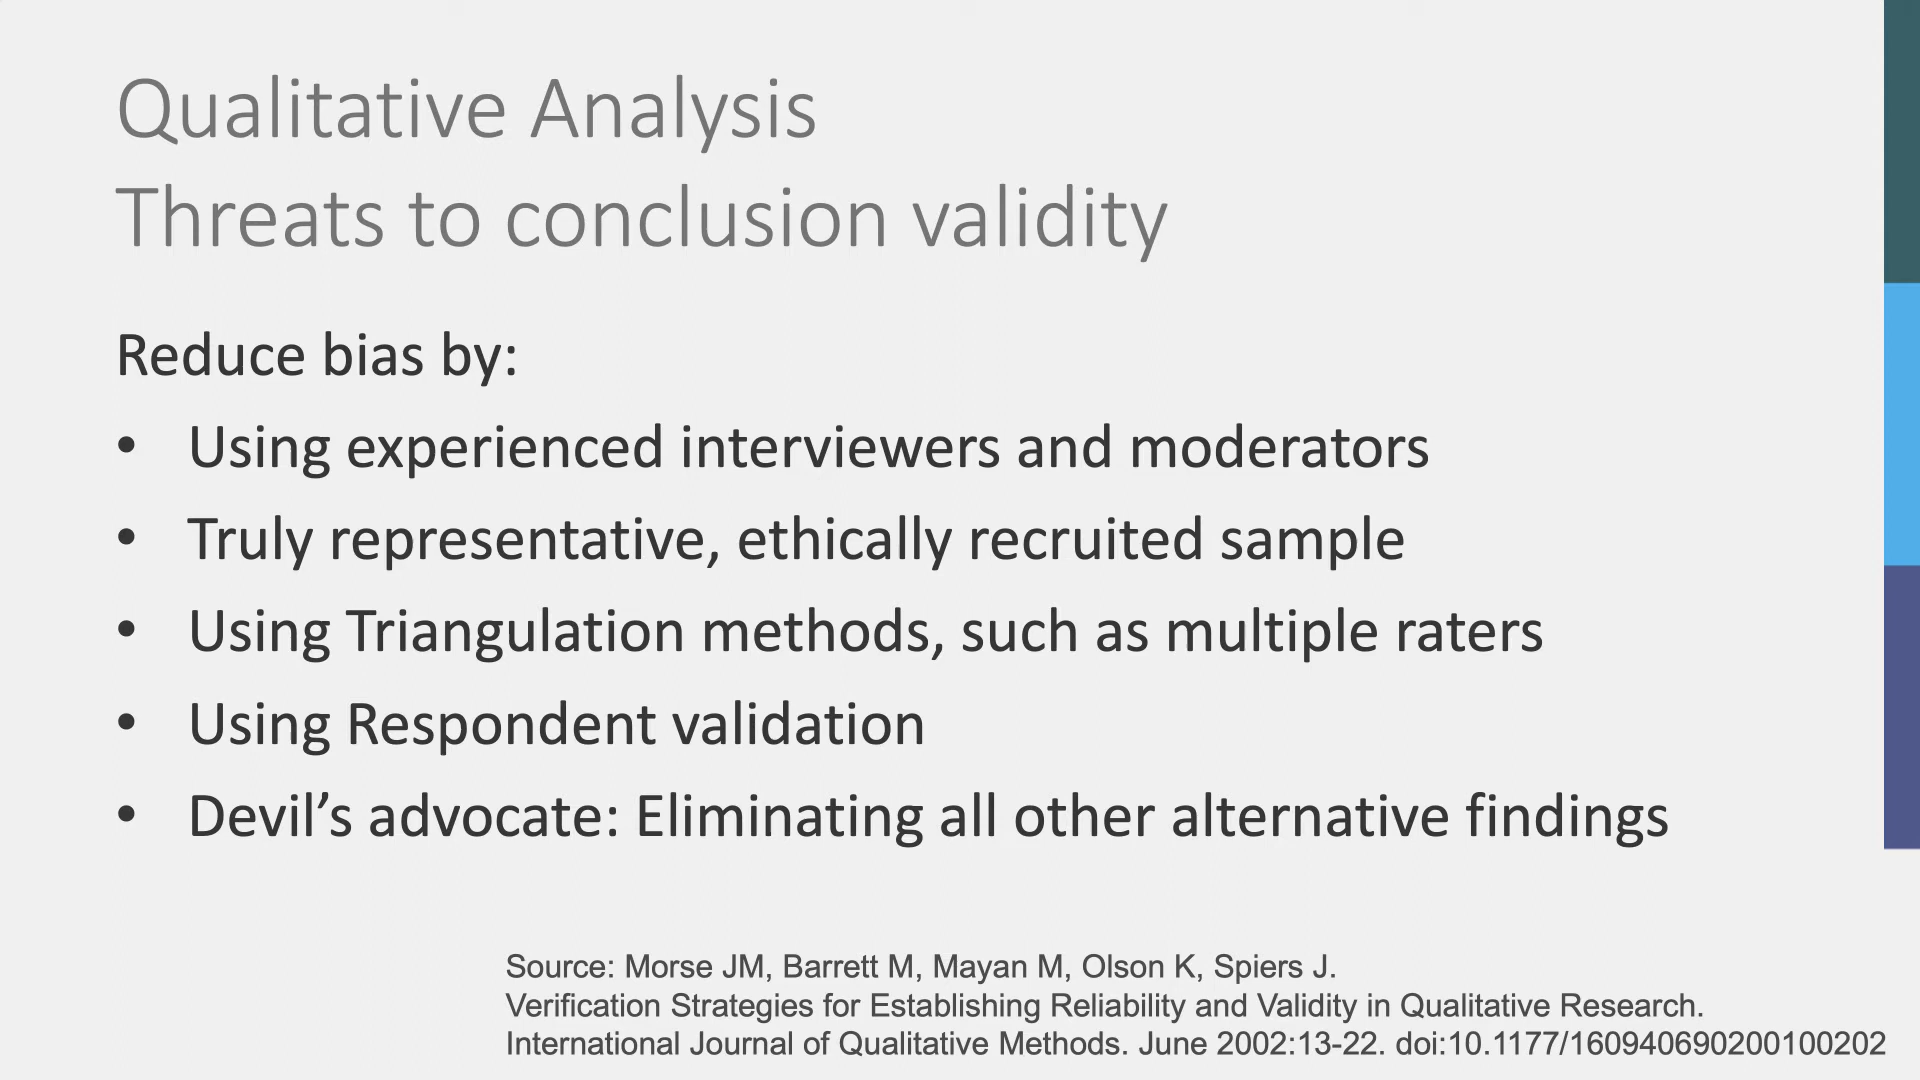 Qualitative Analysis
Threats to conclusion validity
Reduce bias by:
• Using experienced interviewers and moderators
• Truly representative, ethically recruited sample
• Using Triangulation methods, such as multiple raters
• Using Respondent validation
• Devil’s advocate: Eliminating all other alternative findings
Source: Morse JM, Barrett M, Mayan M, Olson K, Spiers J.
Verification Strategies for Establishing Reliability and Validity in Qualitative Research.
International Journal of Qualitative Methods. June 2002:13-22. doi:10.1177/160940690200100202